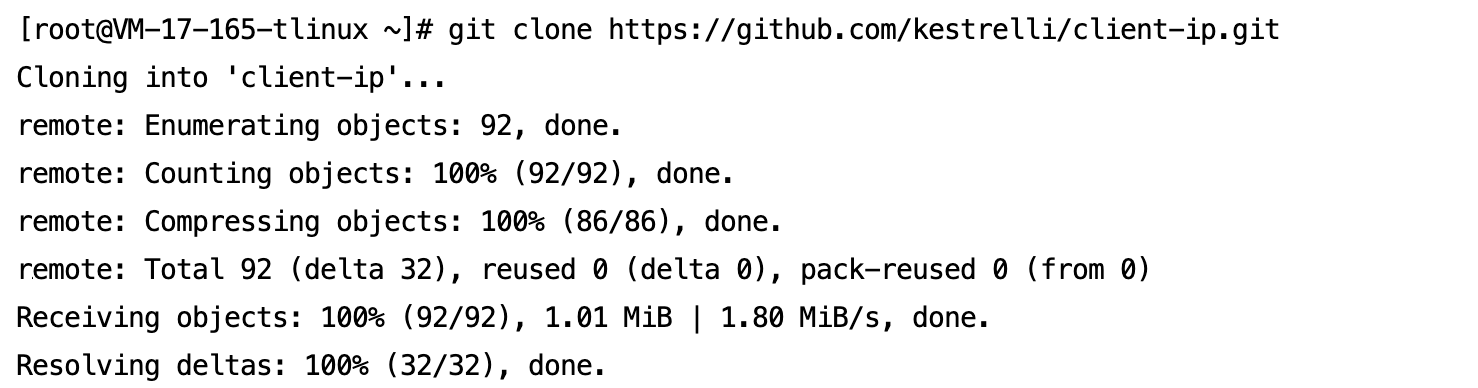 [root@VM-17-165-tlinux ~]# git clone https://github.com/kestrelli/client-ip.git
Cloning into 'client-ip'...
remote: Enumerating objects: 92, done.
remote: Counting objects: 100% (92/92), done.
remote: Compressing objects: 100% (86/86), done.
remote: Total 92 (delta 32), reused 0 (delta 0), pack-reused 0 (from 0)
Receiving objects: 100% (92/92), 1.01 MiB | 1.80 MiB/s, done.
Resolving deltas: 100% (32/32), done.